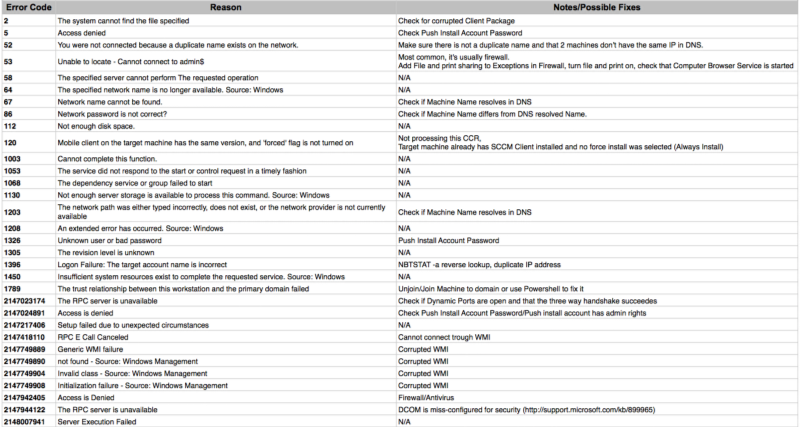 Error Code Reason Notes/Possible Fixes
2 The system cannot find the file specified Check for corrupted Client Package
5 Access denied Check Push Install Account Password
52 You were not connected because a duplicate name exists on the network. Make sure there is not a duplicate name and that 2 machines don't have the same IP in DNS.
53 Unable to locate - Cannot connect to admin$ Most common, it's usually firewall.
Add File and print sharing to Exceptions in Firewall, turn file and print on, check that Computer Browser Service is started
58 The specified server cannot perform The requested operation N/A
64 The specified network name is no longer available. Source: Windows N/A
67 Network name cannot be found. Check if Machine Name resolves in DNS
86 Network password is not correct? Check if Machine Name differs from DNS resolved Name.
112 Not enough disk space. N/A
120 Mobile client on the target machine has the same version, and 'forced' flag is not turned on Not processing this CCR,
Target machine already has SCCM Client installed and no force install was selected (Always Install)
1003 Cannot complete this function. N/A
1053 The service did not respond to the start or control request in a timely fashion N/A
1068 The dependency service or group failed to start N/A
1130 Not enough server storage is available to process this command. Source: Windows N/A
1203 The network path was either typed incorrectly, does not exist, or the network provider is not currently
available Check if Machine Name resolves in DNS
1208 An extended error has occurred. Source: Windows N/A
1326 Unknown user or bad password Push Install Account Password
1305 The revision level is unknown N/A
1396 Logon Failure: The target account name is incorrect NBTSTAT -a reverse lookup, duplicate IP address
1450 Insufficient system resources exist to complete the requested service. Source: Windows N/A
1789 The trust relationship between this workstation and the primary domain failed Unjoin/Join Machine to domain or use Powershell to fix it
2147023174 The RPC server is unavailable Check if Dynamic Ports are open and that the three way handshake succeedes
2147024891 Access is denied Check Push Install Account Password/Push install account has admin rights
2147217406 Setup failed due to unexpected circumstances N/A
2147418110 RPC E Call Canceled Cannot connect trough WMI
2147749889 Generic WMI failure Corrupted WMI
2147749890 not found - Source: Windows Management Corrupted WMI
2147749904 Invalid class - Source: Windows Management Corrupted WMI
2147749908 Initialization failure - Source: Windows Management Corrupted WMI
2147942405 Access is Denied Firewall/Antivirus
2147944122 The RPC server is unavailable DCOM is miss-configured for security (http://support.microsoft.com/kb/899965)
2148007941 Server Execution Failed N/A